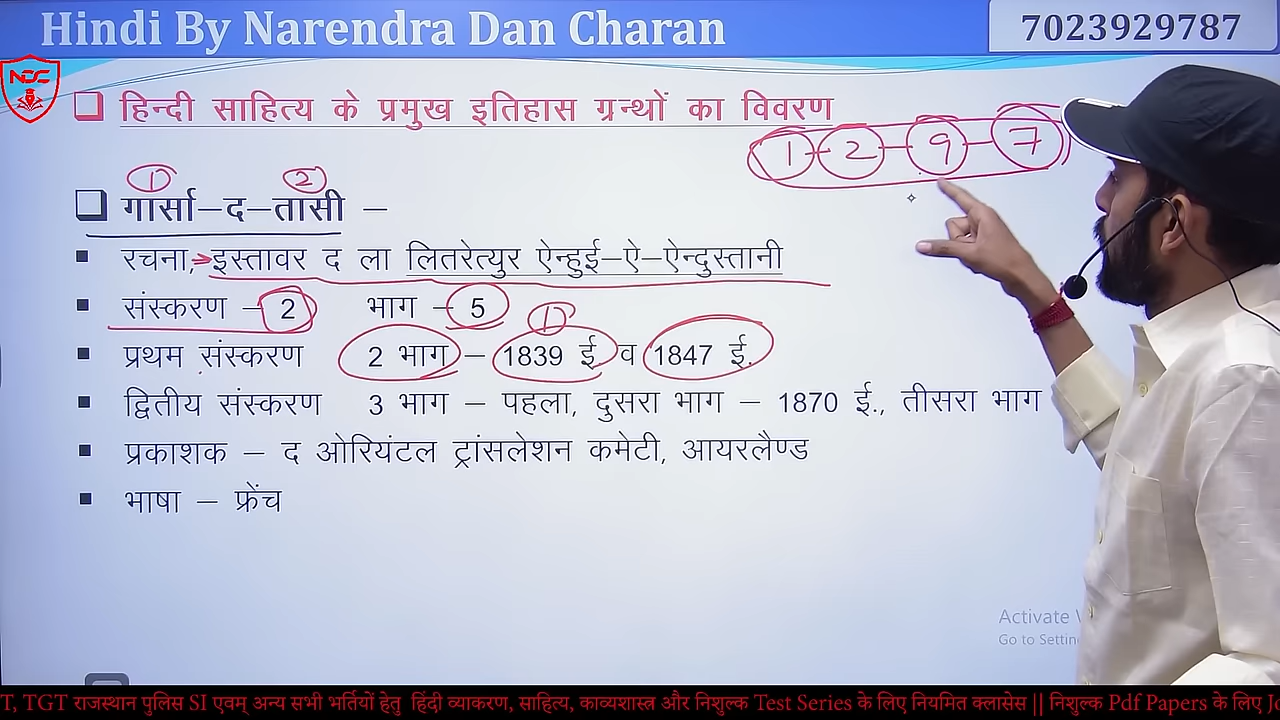 Hindi By Narendra Dan Charan
7023929787
NDC
हिन्दी साहित्य के प्रमुख इतिहास ग्रन्थों का विवरण
1 – 2 – 9 – 7
1 2
गार्सा–द–तासी –
रचना, → इस्तावर द ला लितरेत्युर ऐन्हुई–ऐ–ऐन्दुस्तानी
संस्करण – 2 भाग – 5
1
प्रथम संस्करण 2 भाग – 1839 ई. व 1847 ई.
द्वितीय संस्करण 3 भाग – पहला, दुसरा भाग – 1870 ई., तीसरा भाग
प्रकाशक – द ओरियंटल ट्रांसलेशन कमेटी, आयरलैण्ड
भाषा – फ्रेंच
Activate
Go to Settin
T, TGT राजस्थान पुलिस SI एवम् अन्य सभी भर्तियों हेतु हिंदी व्याकरण, साहित्य, काव्यशास्त्र और निशुल्क Test Series के लिए नियमित क्लासेस || निशुल्क Pdf Papers के लिए